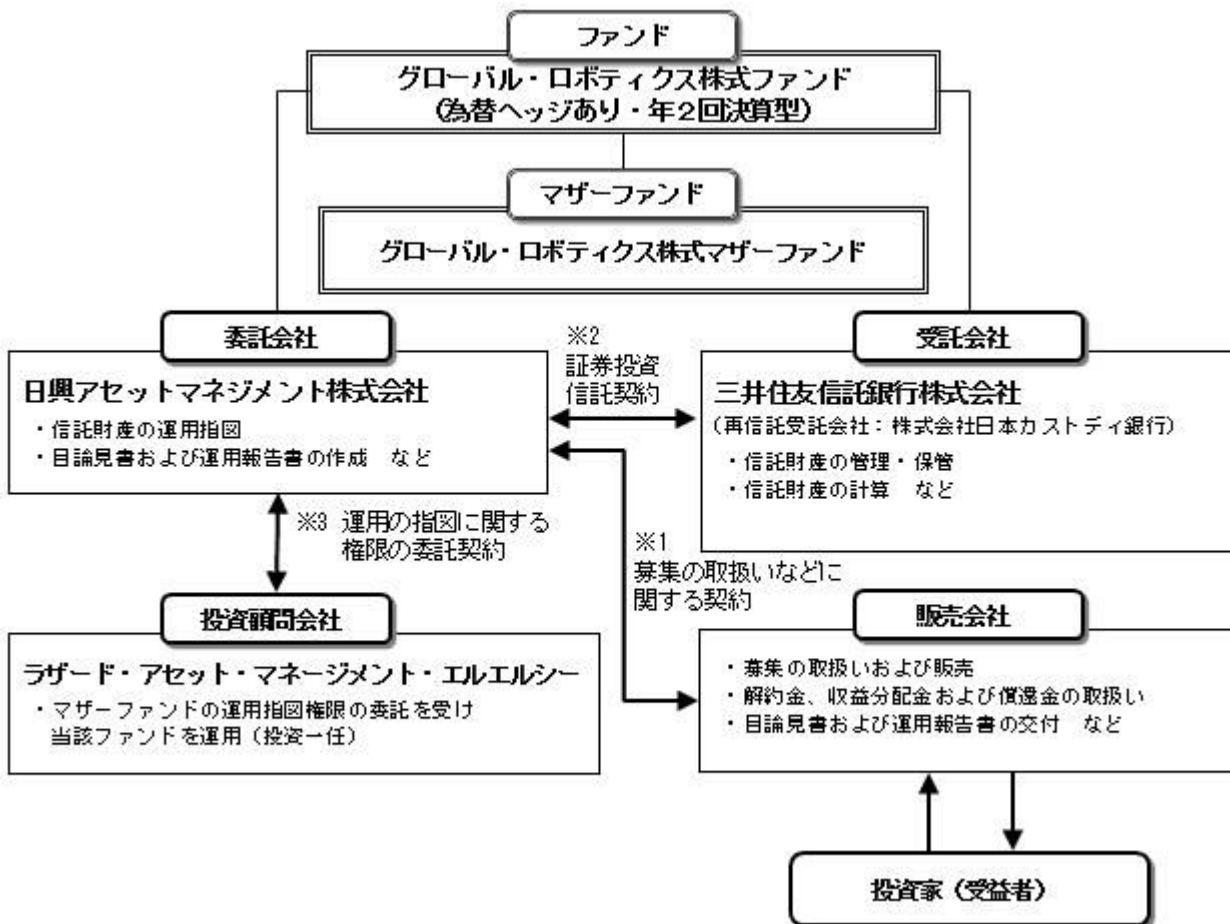 ファンド
グローバル・ロボティクス株式ファンド
(為替ヘッジあり・年2回決算型)
マザーファンド
グローバル・ロボティクス株式マザーファンド
委託会社
日興アセットマネジメント株式会社
・信託財産の運用指図
・目論見書および運用報告書の作成 など
※2
証券投資
信託契約
受託会社
三井住友信託銀行株式会社
(再信託受託会社：株式会社日本カストディ銀行)
・信託財産の管理・保管
・信託財産の計算 など
※3 運用の指図に関する
権限の委託契約
※1
募集の取扱いなどに
関する契約
投資顧問会社
ラザード・アセット・マネージメント・エルエルシー
・マザーファンドの運用指図権限の委託を受け
当該ファンドを運用（投資一任）
販売会社
・募集の取扱いおよび販売
・解約金、収益分配金および償還金の取扱い
・目論見書および運用報告書の交付 など
投資家（受益者）